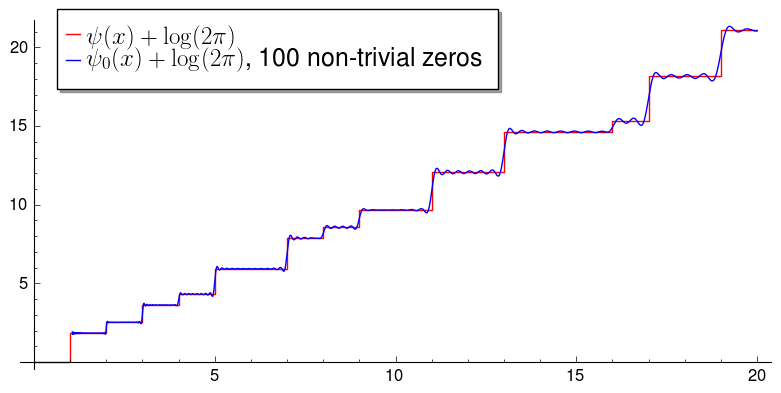 ψ(x) + log(2π)
ψ₀(x) + log(2π), 100 non-trivial zeros
20
15
10
5
5 10 15 20